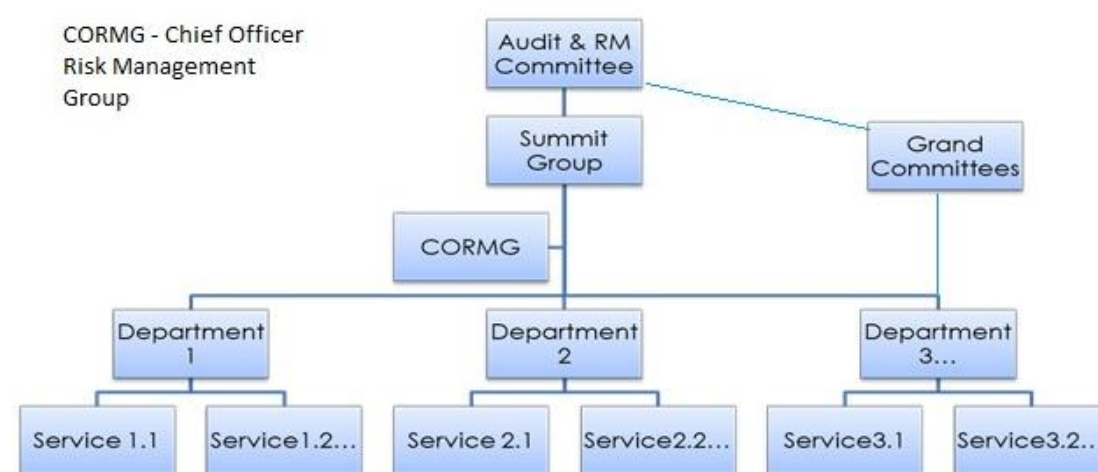 CORMG - Chief Officer
Risk Management
Group
Audit & RM
Committee
Summit
Group
Grand
Committees
CORMG
Department
1
Department
2
Department
3...
Service 1.1
Service1.2...
Service 2.1
Service2.2...
Service3.1
Service3.2...